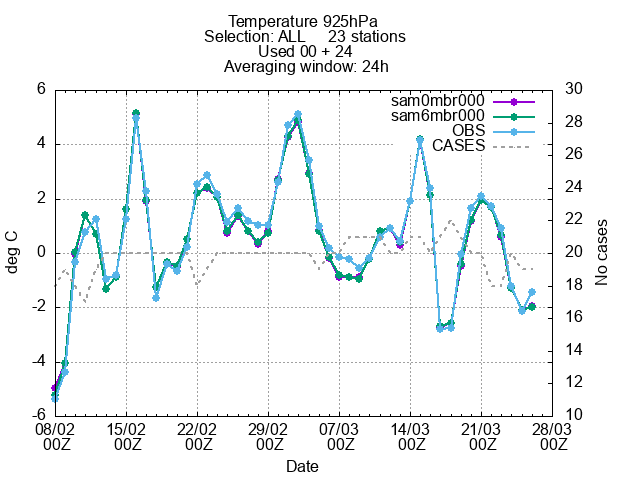 Temperature 925hPa
Selection: ALL     23 stations
Used 00 + 24
Averaging window: 24h
sam0mbr000
sam6mbr000
OBS
CASES
deg C
6
4
2
0
-2
-4
-6
30
28
26
24
22
20
18
16
14
12
10
No cases
08/02 15/02 22/02 29/02 07/03 14/03 21/03 28/03
00Z 00Z 00Z 00Z 00Z 00Z 00Z 00Z
Date